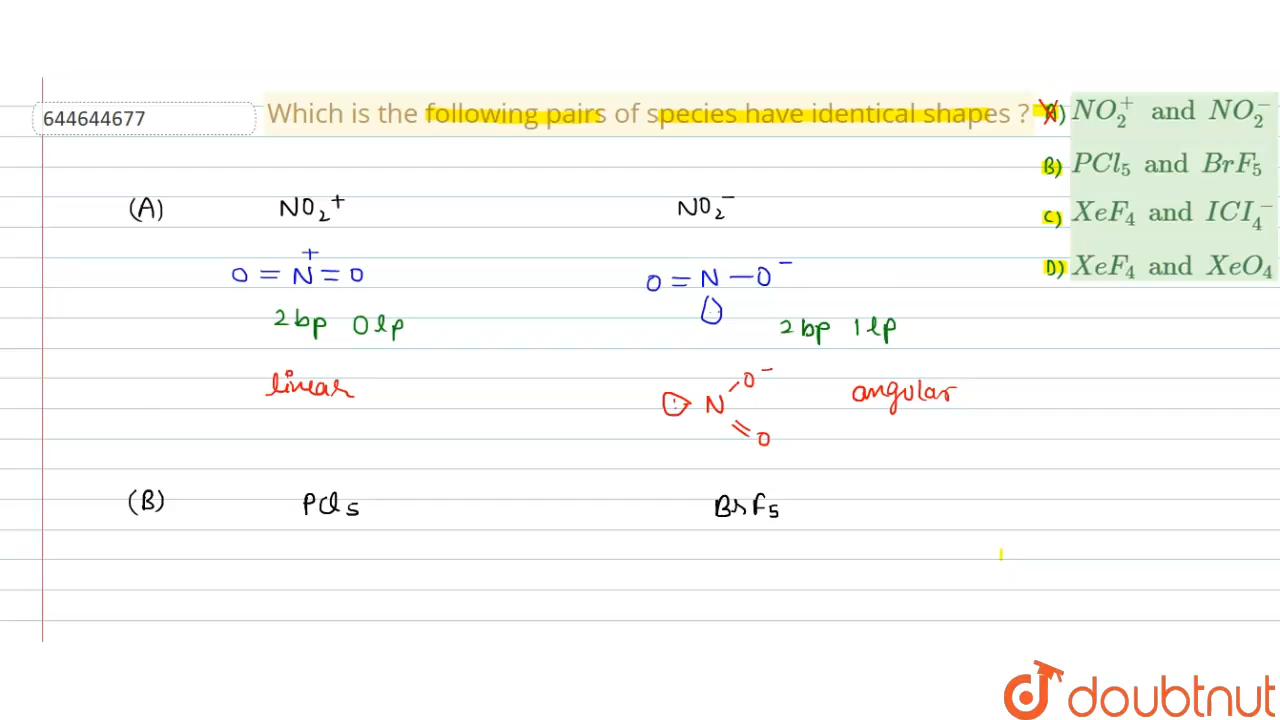 644644677
Which is the following pairs of species have identical shapes ?
A) NO₂⁺ and NO₂⁻
B) PCl₅ and BrF₅
C) XeF₄ and ICI₄⁻
D) XeF₄ and XeO₄
(A) NO₂⁺ NO₂⁻
O = N⁺ = O O = N – O⁻
2bp 0lp 2bp 1lp
linear N O⁻ O angular
(B) PCl₅ BrF₅
doubtnut